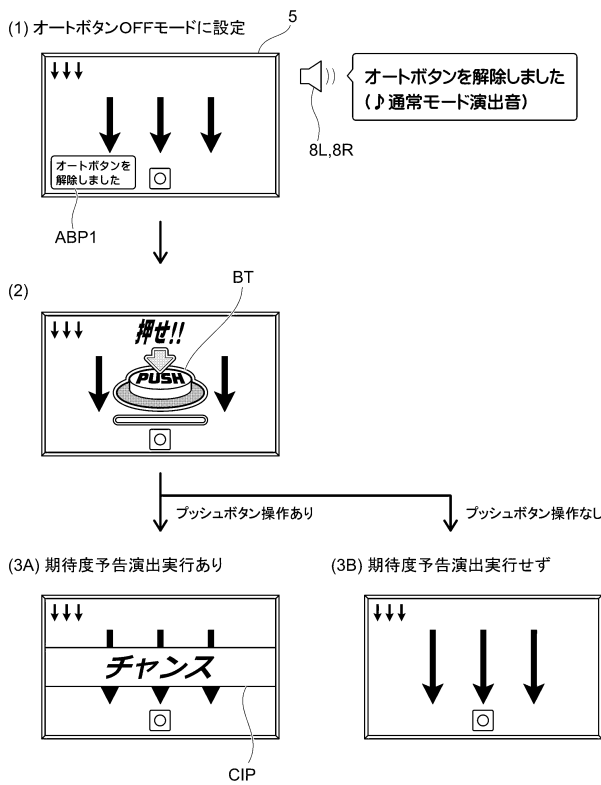 (1) オートボタンOFFモードに設定
5
オートボタンを解除しました
(♪通常モード演出音)
8L,8R
オートボタンを
解除しました
ABP1
(2)
BT
押せ!!
PUSH
プッシュボタン操作あり
プッシュボタン操作なし
(3A) 期待度予告演出実行あり
(3B) 期待度予告演出実行せず
チャンス
CIP